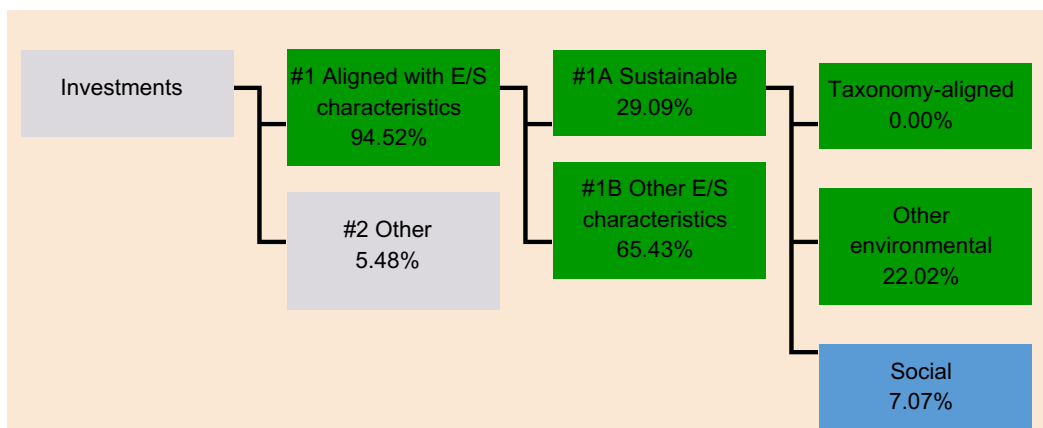 Investments
#1 Aligned with E/S
characteristics
94.52%
#2 Other
5.48%
#1A Sustainable
29.09%
#1B Other E/S
characteristics
65.43%
Taxonomy-aligned
0.00%
Other
environmental
22.02%
Social
7.07%